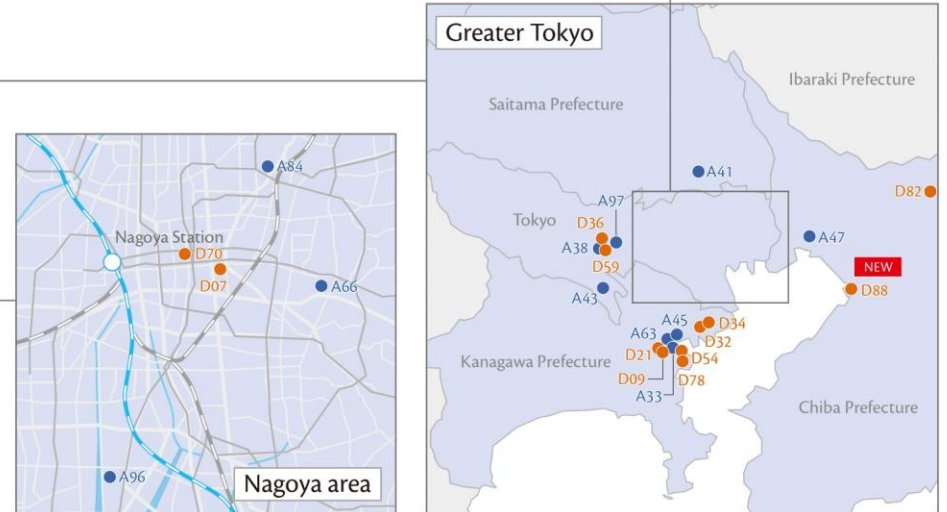 Greater Tokyo
Ibaraki Prefecture
Saitama Prefecture
A41
D82
A97
Tokyo
D36
A38
A47
D59
NEW
D88
A43
A45
D34
A63
D32
D21
D54
Kanagawa Prefecture
D09
D78
A33
Chiba Prefecture
A84
Nagoya Station
D70
D07
A66
A96
Nagoya area